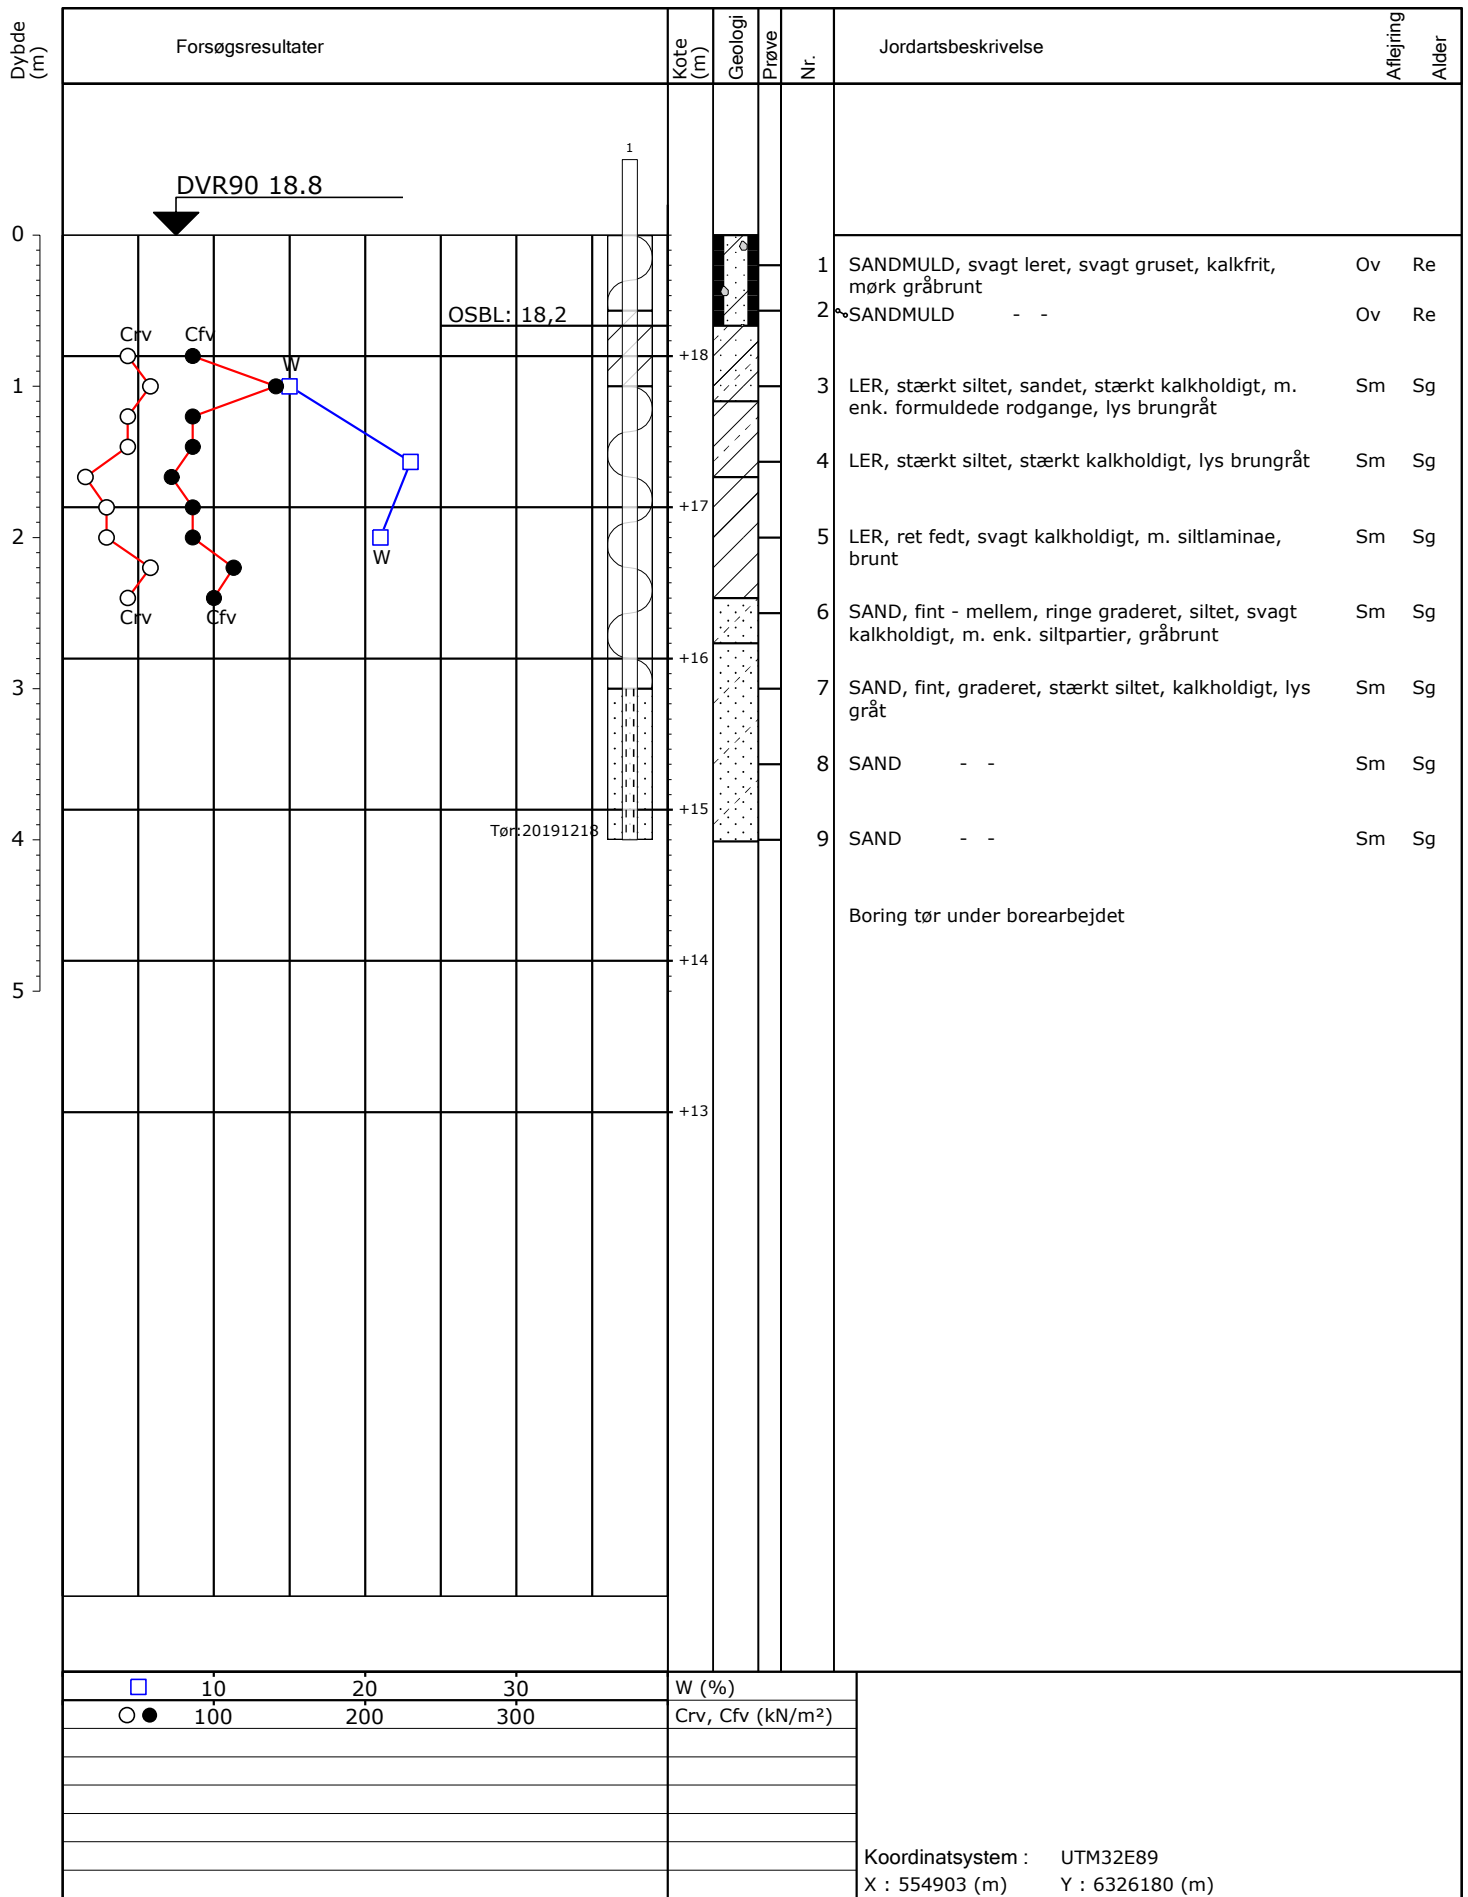 Dybde (m)
Forsøgsresultater
Kote (m)
Geologi
Prøve
Nr.
Jordartsbeskrivelse
Aflejring
Alder
1
DVR90 18.8
0
1 SANDMULD, svagt leret, svagt gruset, kalkfrit, Ov Re
mørk gråbrunt
OSBL: 18,2
2 SANDMULD - - Ov Re
Crv Cfv
W
+18
1
3 LER, stærkt siltet, sandet, stærkt kalkholdigt, m. Sm Sg
enk. formuldede rodgange, lys brungråt
4 LER, stærkt siltet, stærkt kalkholdigt, lys brungråt Sm Sg
+17
2
W
5 LER, ret fedt, svagt kalkholdigt, m. siltlaminae, Sm Sg
brunt
Crv Cfv
6 SAND, fint - mellem, ringe graderet, siltet, svagt Sm Sg
kalkholdigt, m. enk. siltpartier, gråbrunt
+16
3
7 SAND, fint, graderet, stærkt siltet, kalkholdigt, lys Sm Sg
gråt
8 SAND - - Sm Sg
+15
Tør:20191218
4
9 SAND - - Sm Sg
Boring tør under borearbejdet
+14
5
+13
10 20 30 W (%)
100 200 300 Crv, Cfv (kN/m²)
Koordinatsystem : UTM32E89
X : 554903 (m) Y : 6326180 (m)